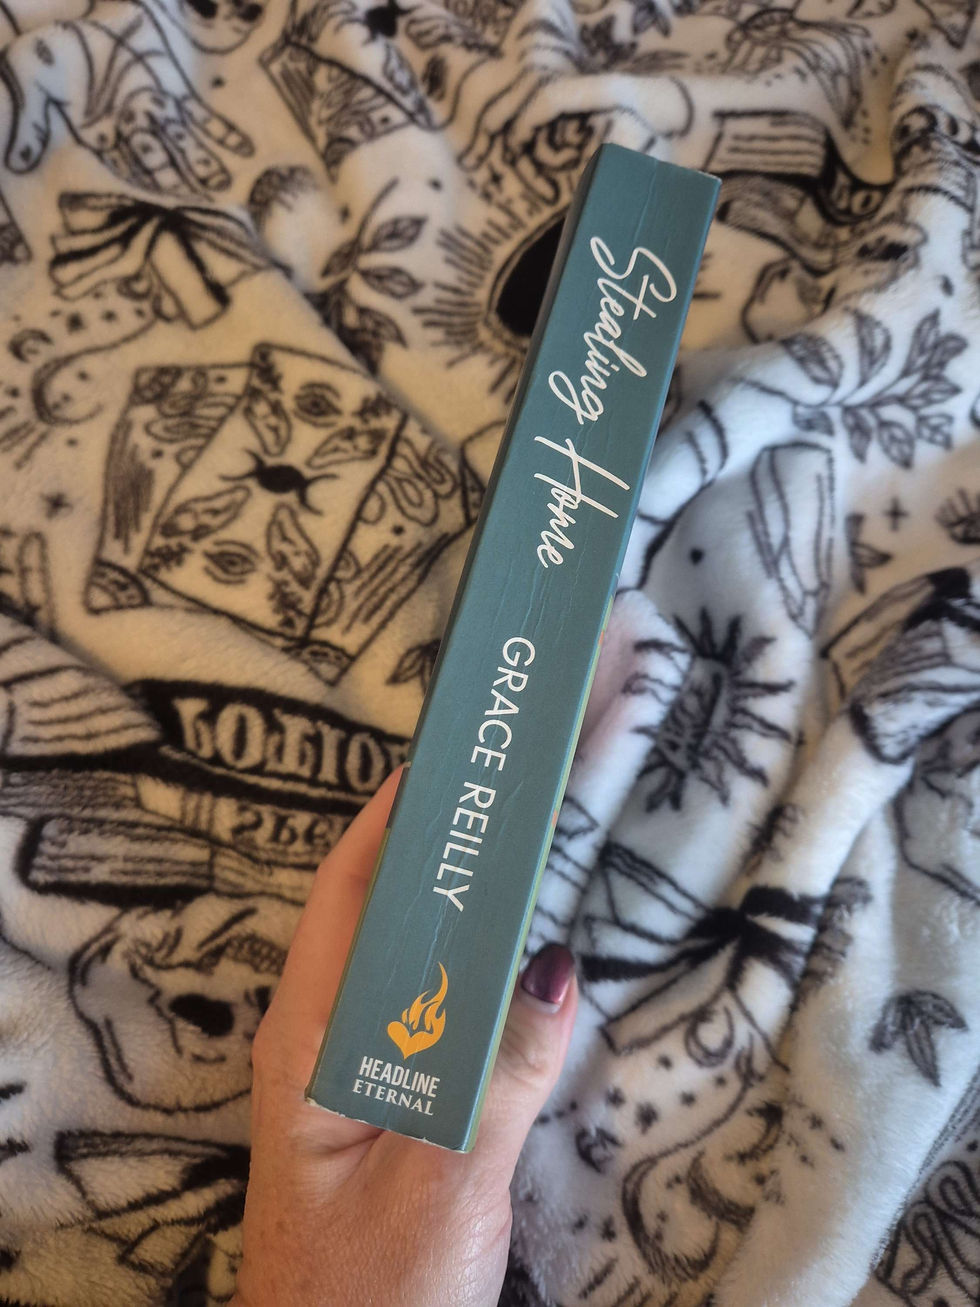 Stealing Home
GRACE REILLY
HEADLINE
ETERNAL